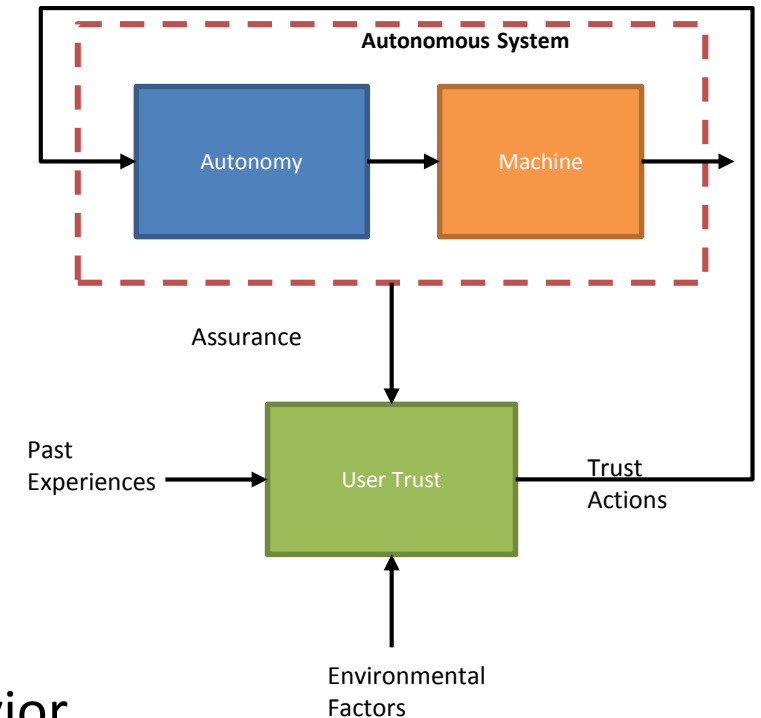 Autonomous System
Autonomy
Machine
Assurance
Past
Experiences
User Trust
Trust
Actions
Environmental
Factors